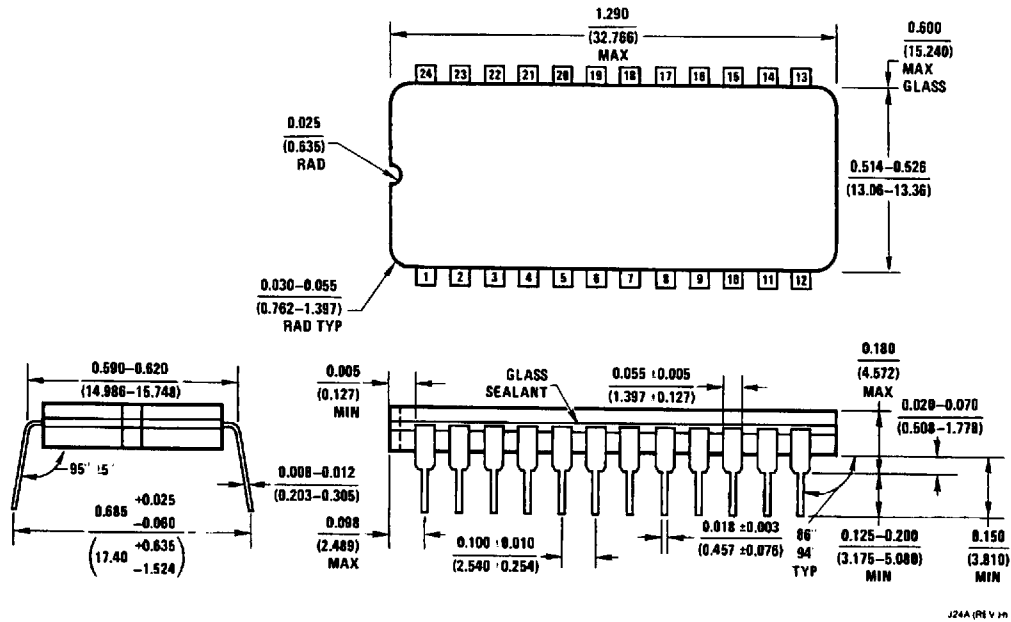 1.290
(32.766)
MAX
0.600
(15.240)
MAX
GLASS
24 23 22 21 20 19 18 17 16 15 14 13
0.025
(0.635)
RAD
0.514–0.526
(13.06–13.36)
1 2 3 4 5 6 7 8 9 10 11 12
0.030–0.055
(0.762–1.397)
RAD TYP
0.590–0.620
(14.986–15.748)
95° ±5°
0.008–0.012
(0.203–0.305)
0.685 +0.025 –0.060
(17.40 +0.635 –1.524)
0.005
(0.127)
MIN
GLASS
SEALANT
0.055 ±0.005
(1.397 ±0.127)
0.180
(4.572)
MAX
0.020–0.070
(0.508–1.778)
0.098
(2.489)
MAX
0.100 ±0.010
(2.540 ±0.254)
0.018 ±0.003
(0.457 ±0.076)
86°
94°
TYP
0.125–0.200
(3.175–5.080)
MIN
0.150
(3.810)
MIN
J24A (REV H)